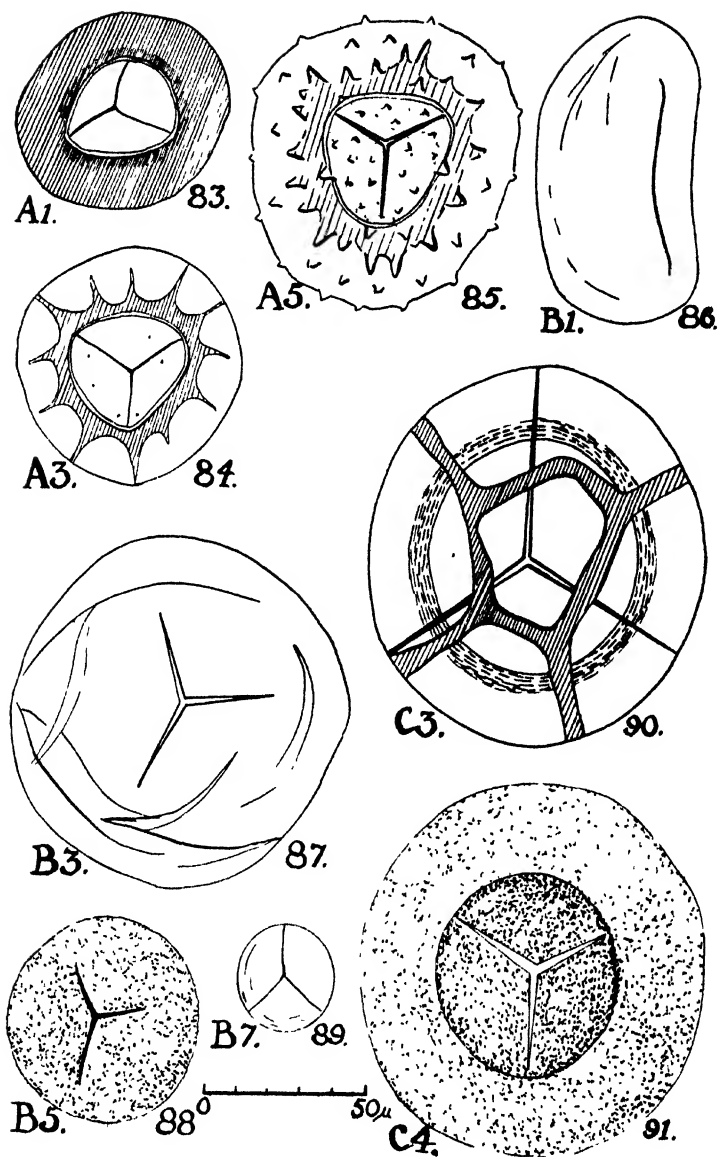 A1. 83.
A5. 85.
B1. 86.
A3. 84.
C3. 90.
B3. 87.
B5. 88
B7. 89.
0 50μ
C4. 91.